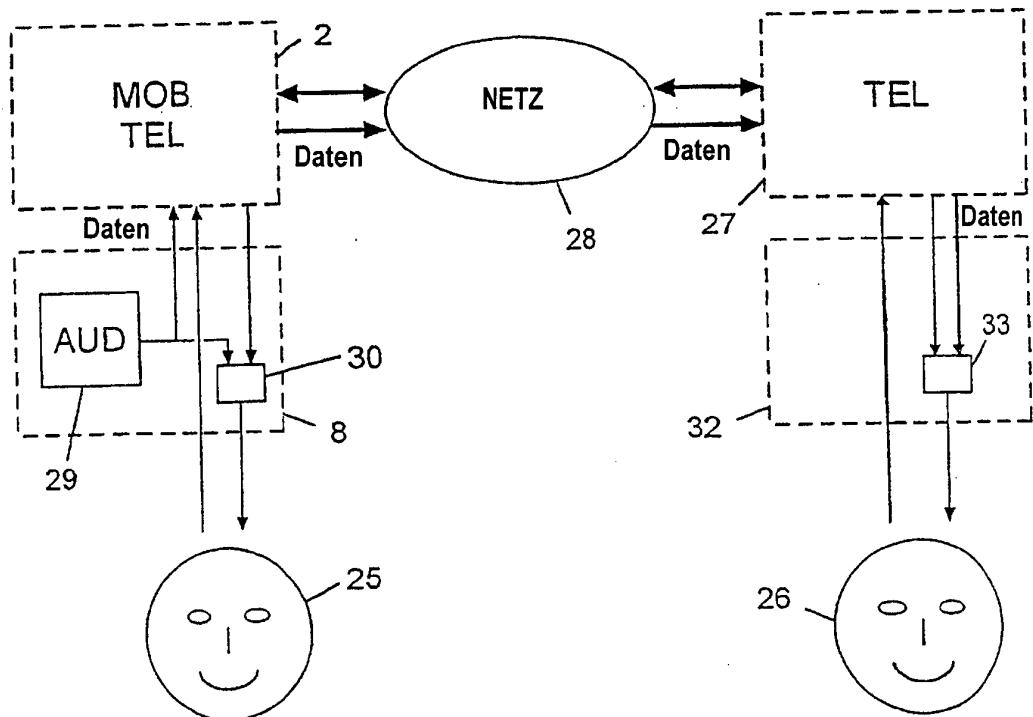 2
MOB
TEL
NETZ
TEL
Daten
Daten
28
27
Daten
Daten
AUD
30
33
8
32
29
25
26